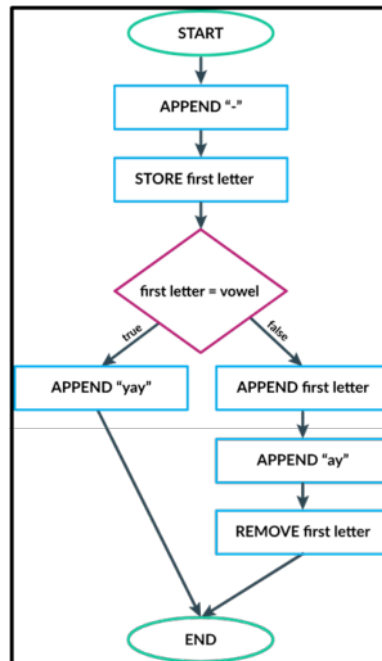 START
APPEND “-”
STORE first letter
first letter = vowel
true
false
APPEND “yay”
APPEND first letter
APPEND “ay”
REMOVE first letter
END